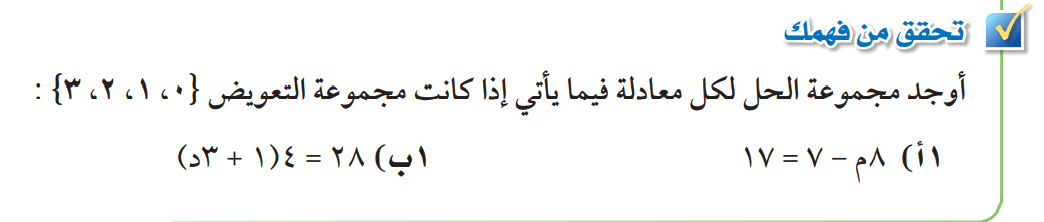 تحقق من فهمك
أوجد مجموعة الحل لكل معادلة فيما يأتي إذا كانت مجموعة التعويض {٠، ١، ٢، ٣} :
١أ) ٨م – ٧ = ١٧ ١ب) ٢٨ = ٤(١ + ٣د)